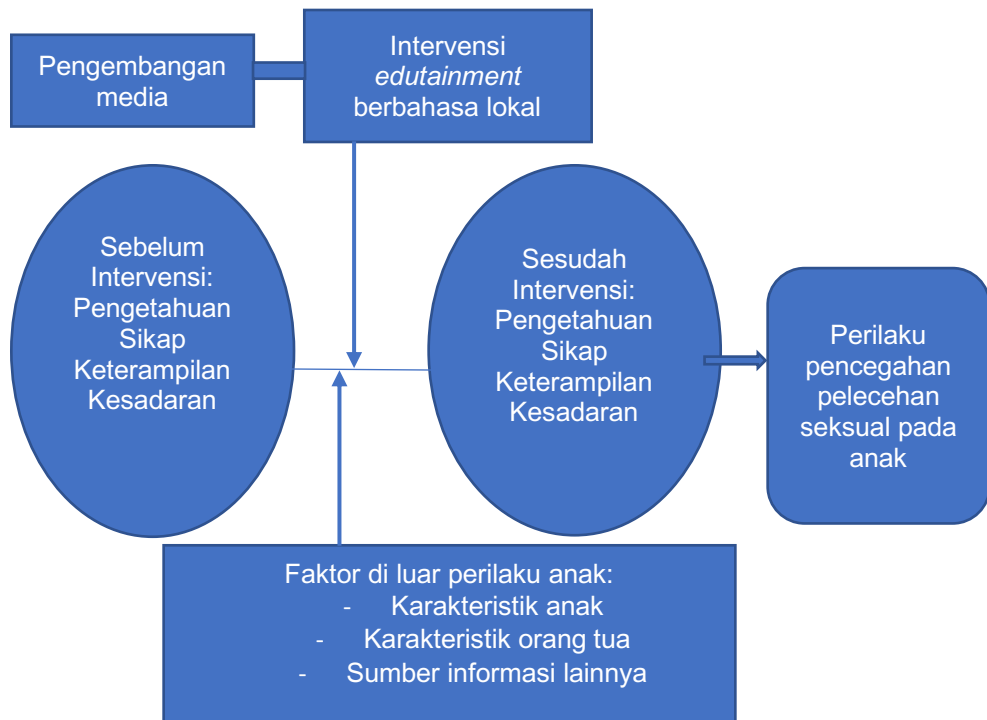 Pengembangan
media
Intervensi
edutainment
berbahasa lokal
Sebelum
Intervensi:
Pengetahuan
Sikap
Keterampilan
Kesadaran
Sesudah
Intervensi:
Pengetahuan
Sikap
Keterampilan
Kesadaran
Perilaku
pencegahan
pelecehan
seksual pada
anak
Faktor di luar perilaku anak:
- Karakteristik anak
- Karakteristik orang tua
- Sumber informasi lainnya